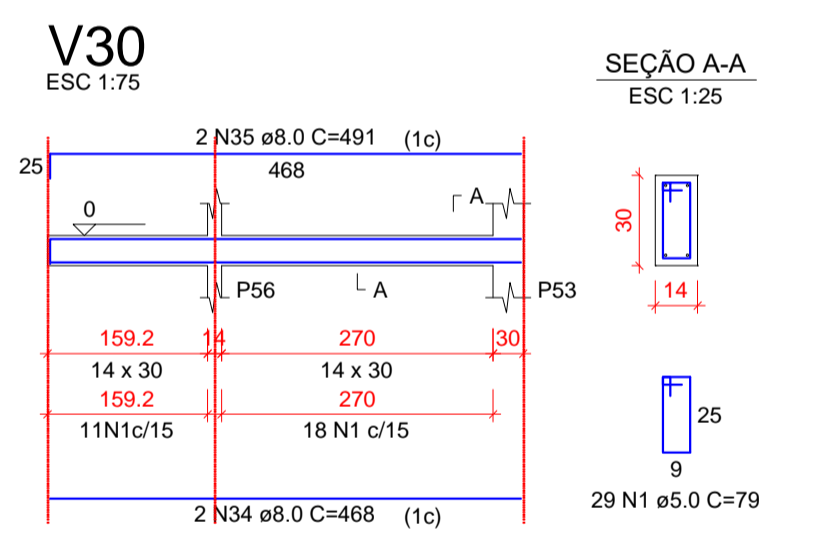 V30
ESC 1:75
SEÇÃO A-A
ESC 1:25
2 N35 ø8.0 C=491 (1c)
25
468
0
A
30
P56
A
P53
14
159.2 14 270 30
14 x 30 14 x 30
159.2 270
11N1c/15 18 N1 c/15
25
9
29 N1 ø5.0 C=79
2 N34 ø8.0 C=468 (1c)